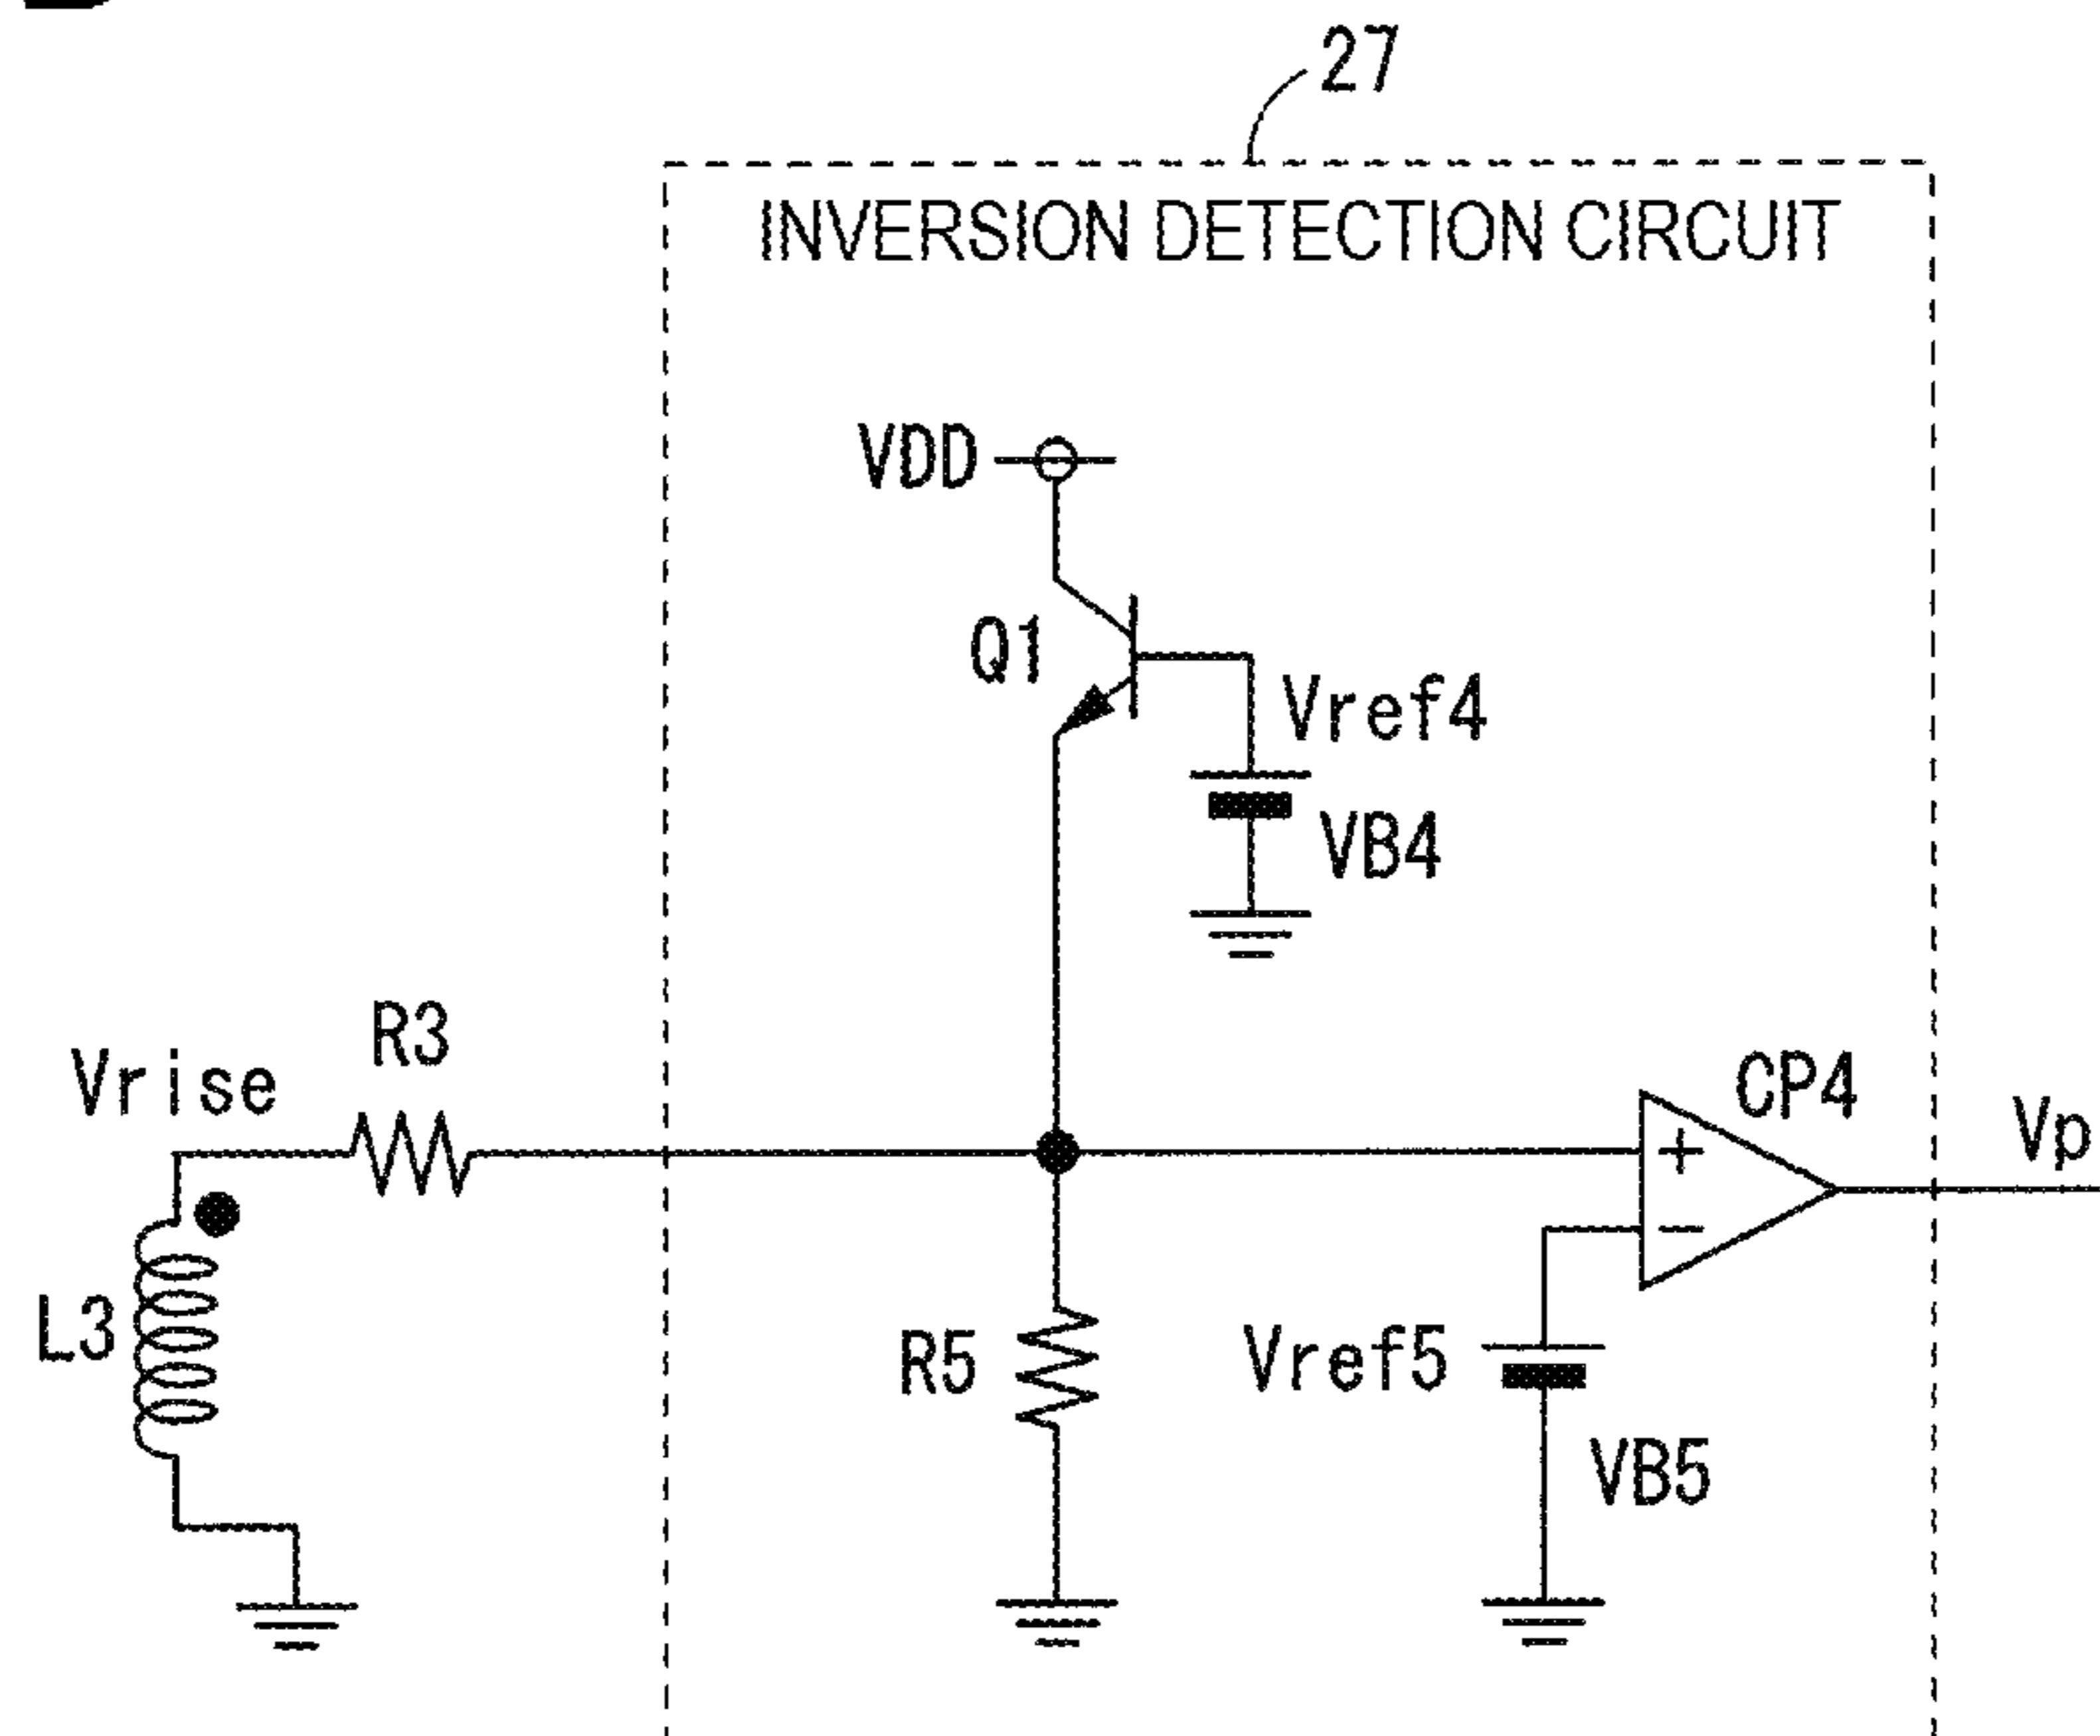 27
INVERSION DETECTION CIRCUIT
VDD
Q1
Vref4
VB4
R3
Vrise
CP4
+
Vp
−
L3
R5
Vref5
VB5